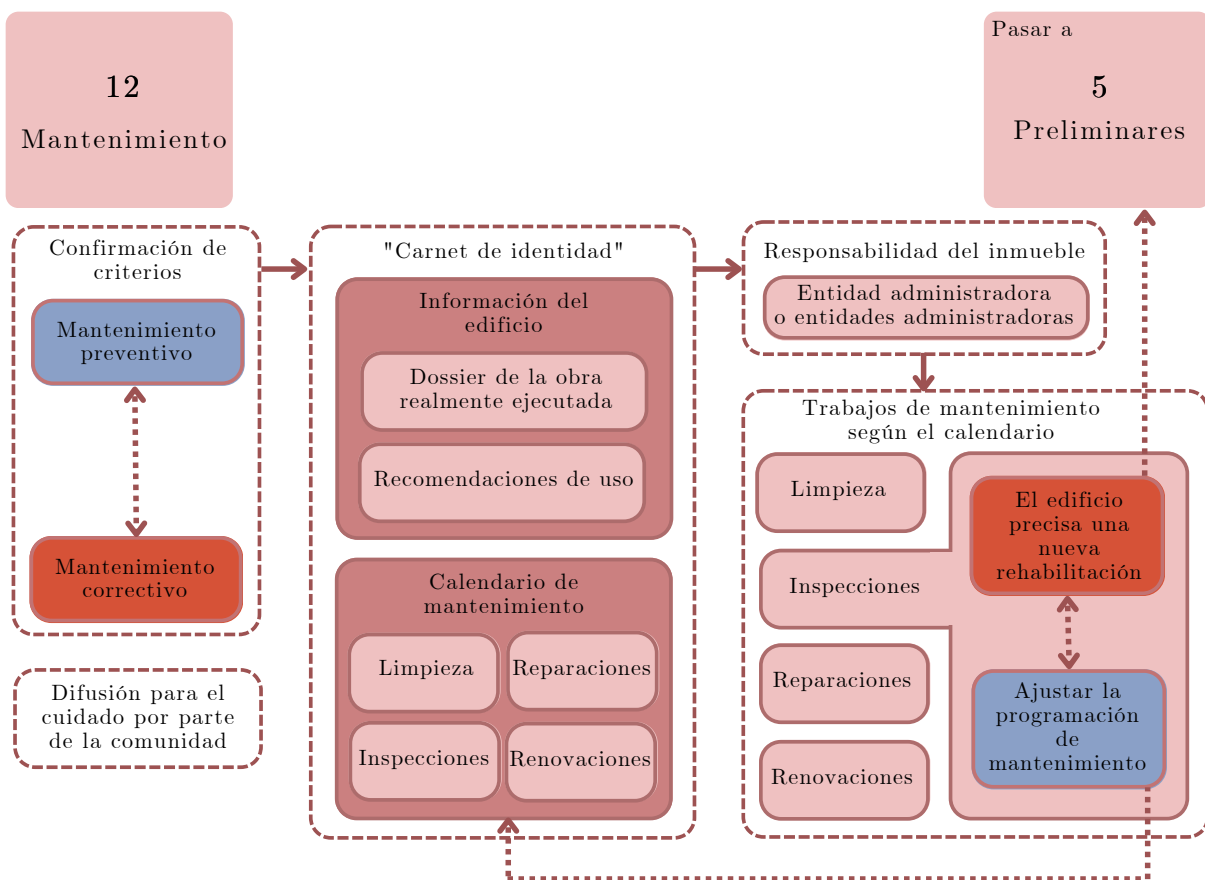 12
Mantenimiento
Pasar a
5
Preliminares
Confirmación de
criterios
Mantenimiento
preventivo
Mantenimiento
correctivo
Difusión para el
cuidado por parte
de la comunidad
"Carnet de identidad"
Información del
edificio
Dossier de la obra
realmente ejecutada
Recomendaciones de uso
Calendario de
mantenimiento
Limpieza
Reparaciones
Inspecciones
Renovaciones
Responsabilidad del inmueble
Entidad administradora
o entidades administradoras
Trabajos de mantenimiento
según el calendario
Limpieza
Inspecciones
Reparaciones
Renovaciones
El edificio
precisa una
nueva
rehabilitación
Ajustar la
programación
de
mantenimiento